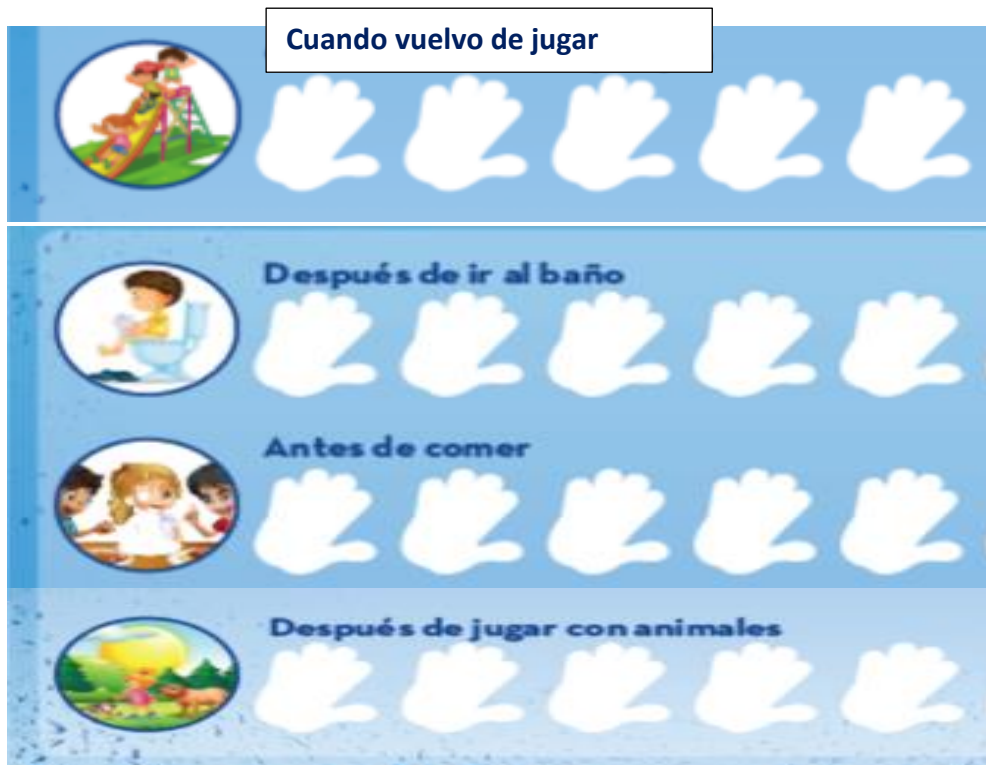 Cuando vuelvo de jugar
Después de ir al baño
Antes de comer
Después de jugar con animales